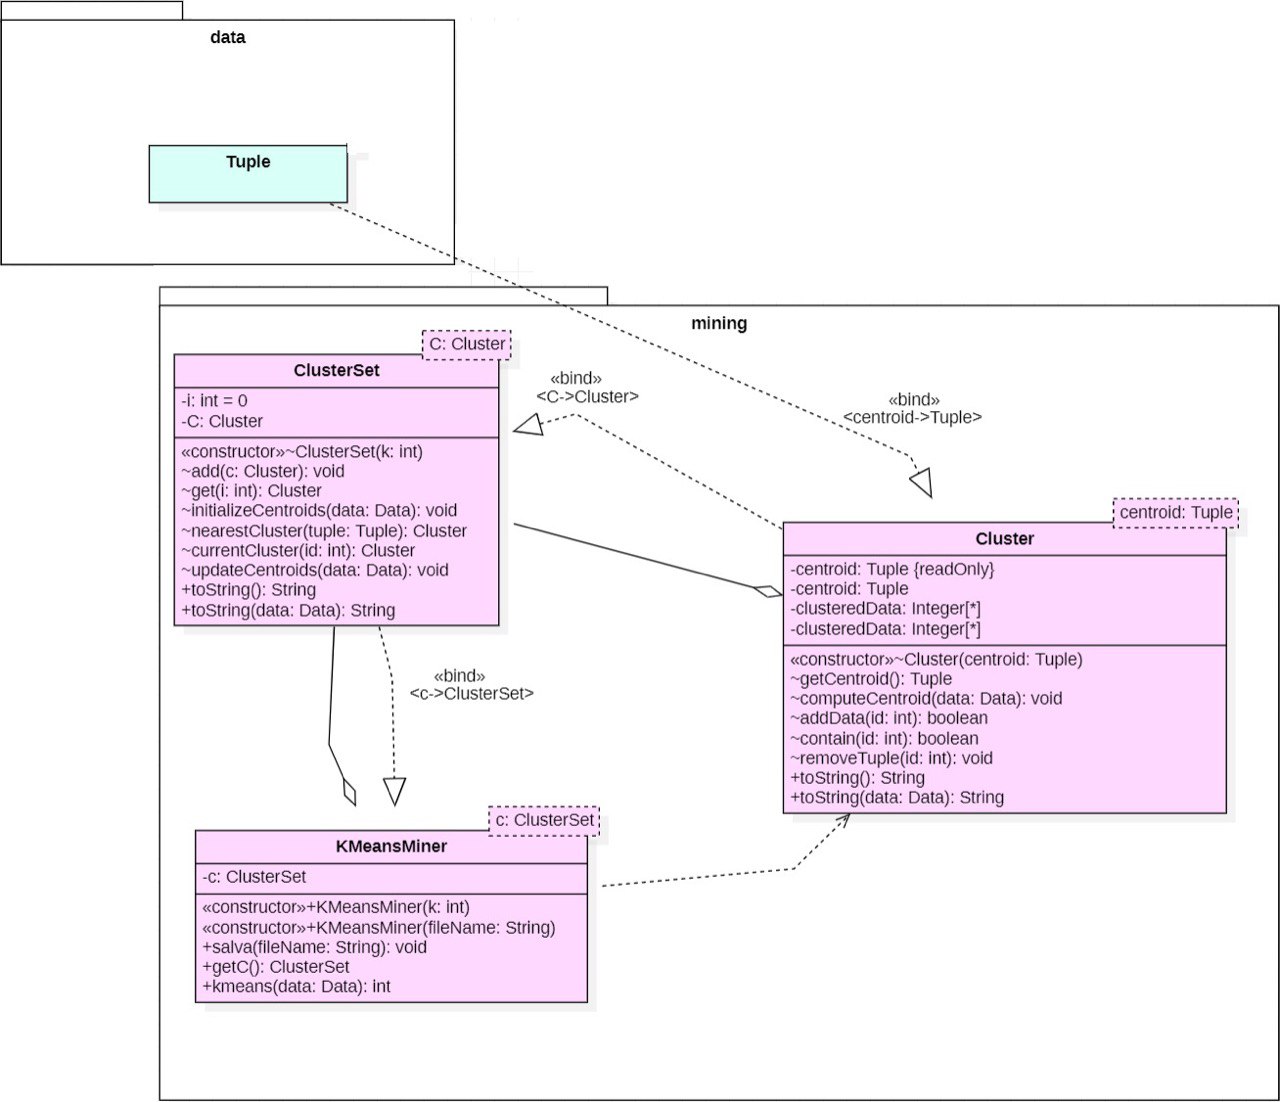 data
Tuple
mining
C: Cluster
ClusterSet
-i: int = 0
-C: Cluster
«constructor»~ClusterSet(k: int)
~add(c: Cluster): void
~get(i: int): Cluster
~initializeCentroids(data: Data): void
~nearestCluster(tuple: Tuple): Cluster
~currentCluster(id: int): Cluster
~updateCentroids(data: Data): void
+toString(): String
+toString(data: Data): String
«bind»
<C->Cluster>
«bind»
<centroid->Tuple>
centroid: Tuple
Cluster
-centroid: Tuple {readOnly}
-centroid: Tuple
-clusteredData: Integer[*]
-clusteredData: Integer[*]
«constructor»~Cluster(centroid: Tuple)
~getCentroid(): Tuple
~computeCentroid(data: Data): void
~addData(id: int): boolean
~contain(id: int): boolean
~removeTuple(id: int): void
+toString(): String
+toString(data: Data): String
«bind»
<c->ClusterSet>
c: ClusterSet
KMeansMiner
-c: ClusterSet
«constructor»+KMeansMiner(k: int)
«constructor»+KMeansMiner(fileName: String)
+salva(fileName: String): void
+getC(): ClusterSet
+kmeans(data: Data): int